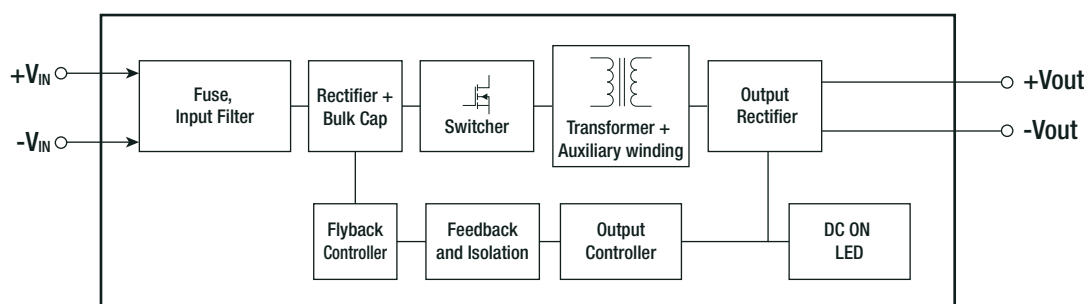 +VIN
-VIN
Fuse,
Input Filter
Rectifier +
Bulk Cap
Switcher
Transformer +
Auxiliary winding
Output
Rectifier
+Vout
-Vout
Flyback
Controller
Feedback
and Isolation
Output
Controller
DC ON
LED